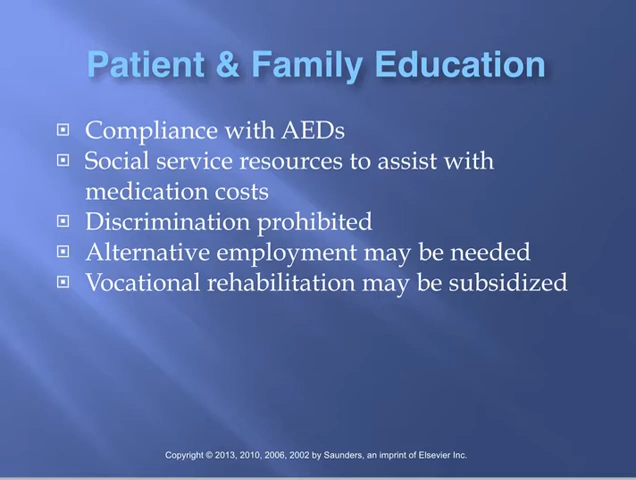 Patient & Family Education
Compliance with AEDs
Social service resources to assist with
medication costs
Discrimination prohibited
Alternative employment may be needed
Vocational rehabilitation may be subsidized
Copyright © 2013, 2010, 2006, 2002 by Saunders, an imprint of Elsevier Inc.